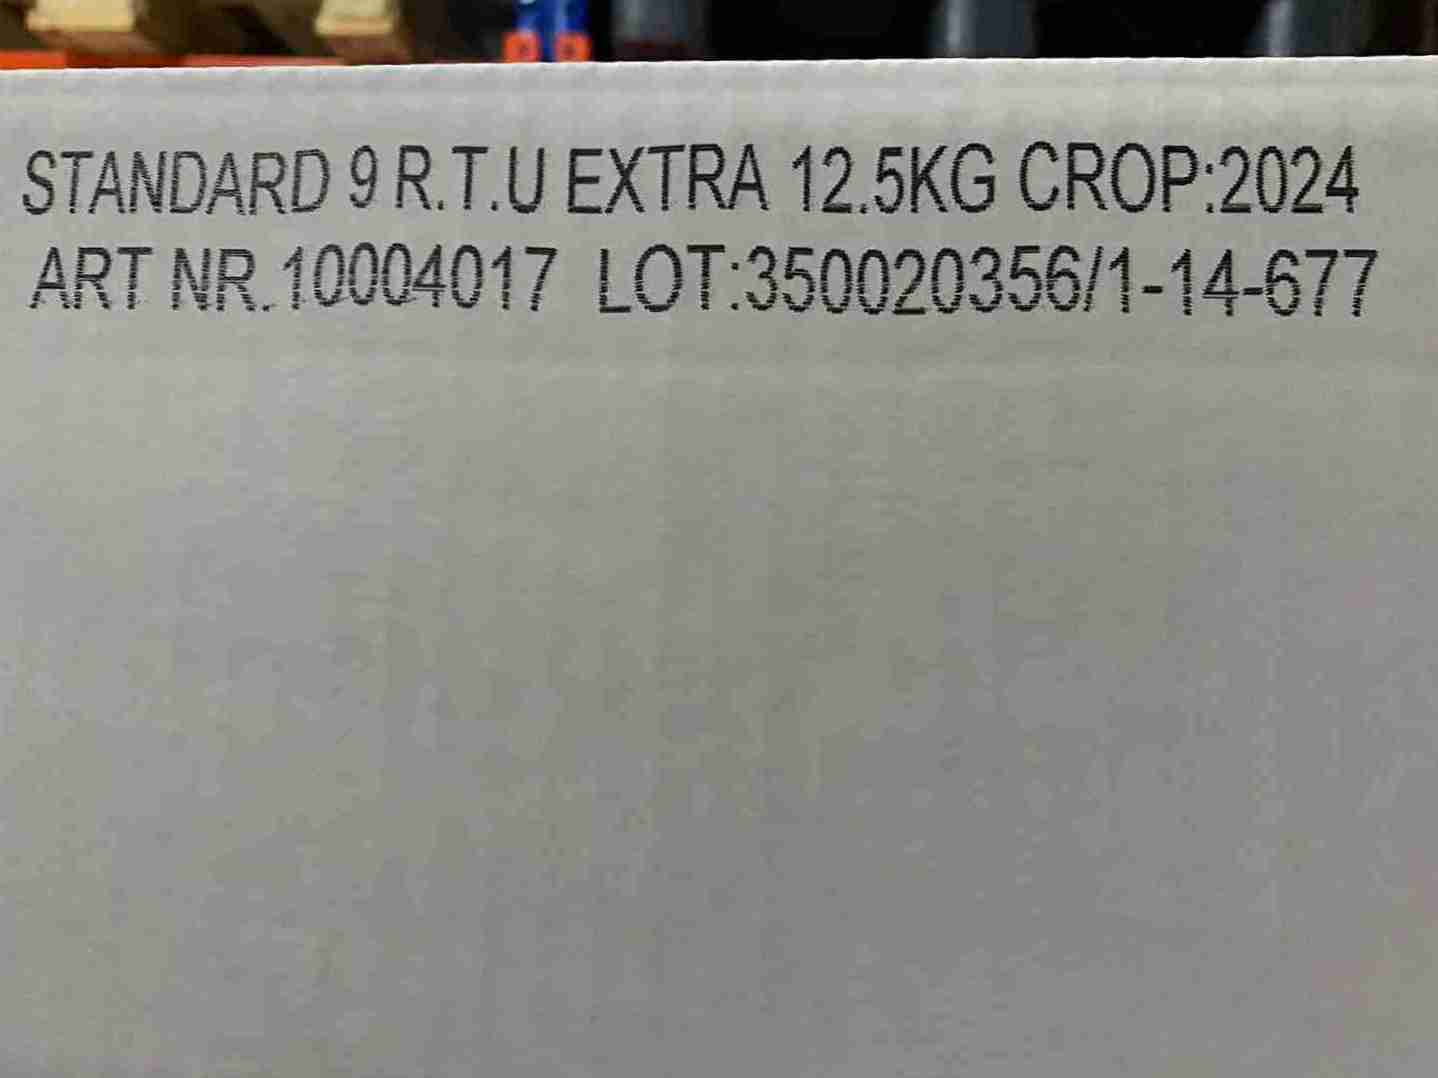 STANDARD 9 R.T.U EXTRA 12.5KG CROP:2024
ART NR.10004017 LOT:350020356/1-14-677